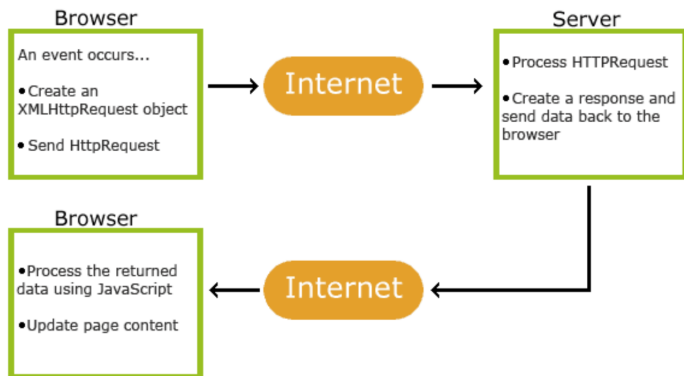 Browser
An event occurs...
•Create an
XMLHttpRequest object
•Send HttpRequest
Internet
Server
•Process HTTPRequest
•Create a response and
send data back to the
browser
Browser
•Process the returned
data using JavaScript
•Update page content
Internet